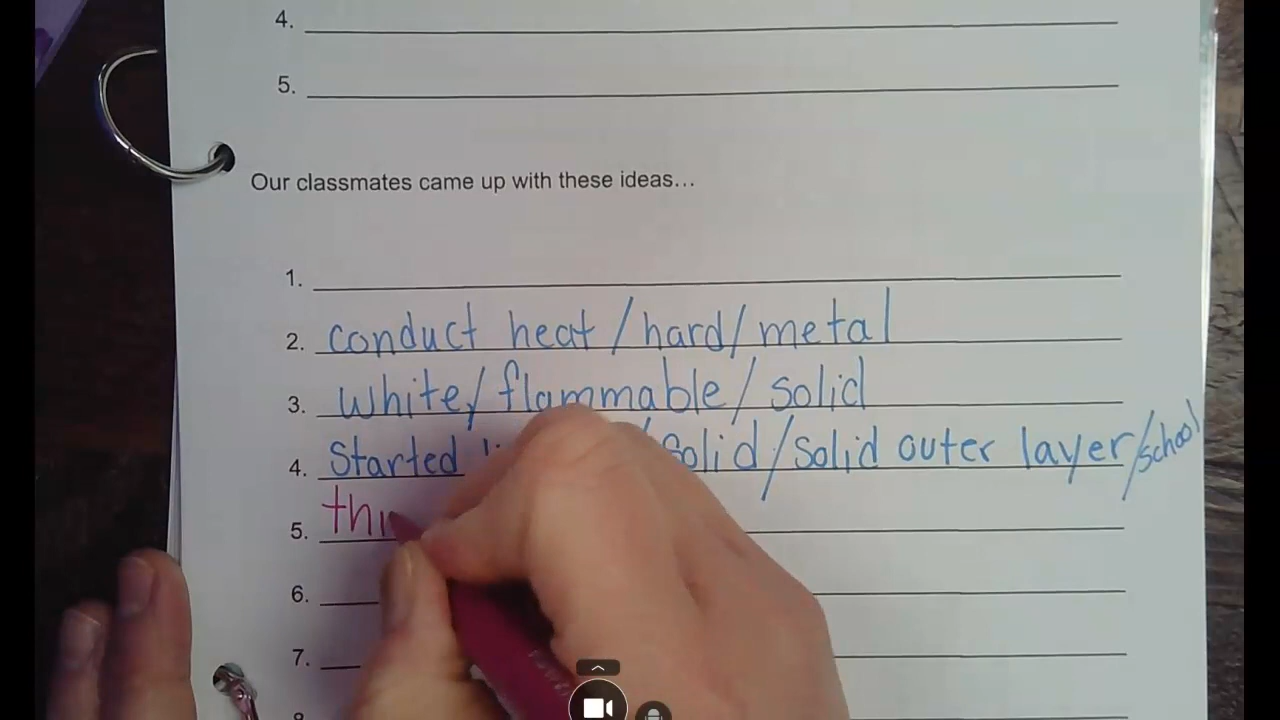 4.
5.
Our classmates came up with these ideas…
1.
2. conduct heat / hard / metal
3. white / flammable / solid
4. Started solid / Solid outer layer / school
5.
6.
7.